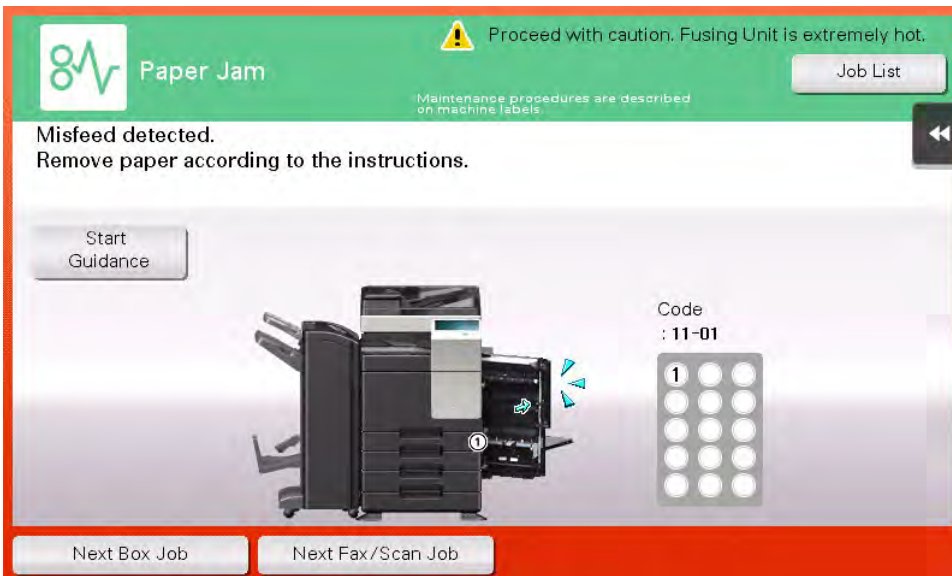 Proceed with caution. Fusing Unit is extremely hot.
Paper Jam
Job List
Maintenance procedures are described
on machine labels.
Misfeed detected.
Remove paper according to the instructions.
Start
Guidance
Code
: 11-01
1
1
Next Box Job
Next Fax/Scan Job